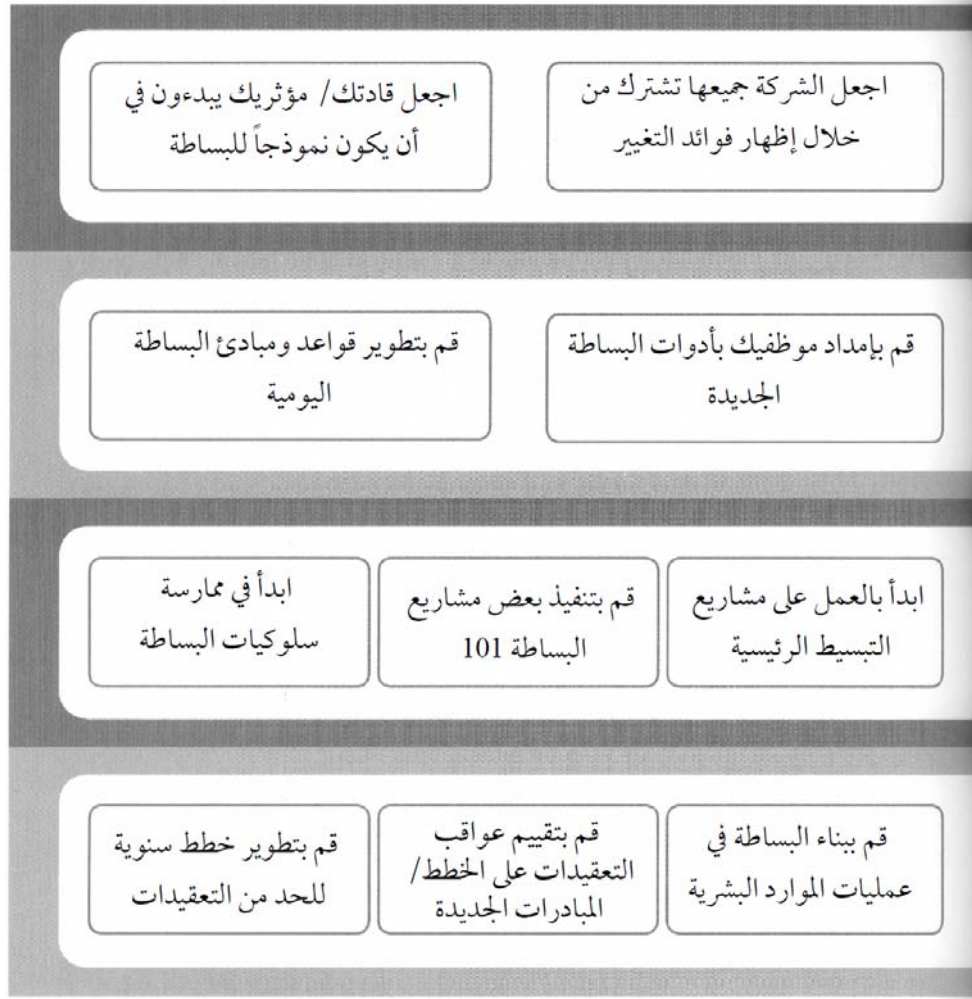 اجعل الشركة جميعها تشترك من
خلال إظهار فوائد التغيير
اجعل قادتك/ مؤثريك يبدءون في
أن يكون نموذجاً للبساطة
قم بإمداد موظفيك بأدوات البساطة
الجديدة
قم بتطوير قواعد ومبادئ البساطة
اليومية
ابدأ بالعمل على مشاريع
التبسيط الرئيسية
قم بتنفيذ بعض مشاريع
البساطة 101
ابدأ في ممارسة
سلوكيات البساطة
قم ببناء البساطة في
عمليات الموارد البشرية
قم بتقييم عواقب
التعقيدات على الخطط/
المبادرات الجديدة
قم بتطوير خطط سنوية
للحد من التعقيدات